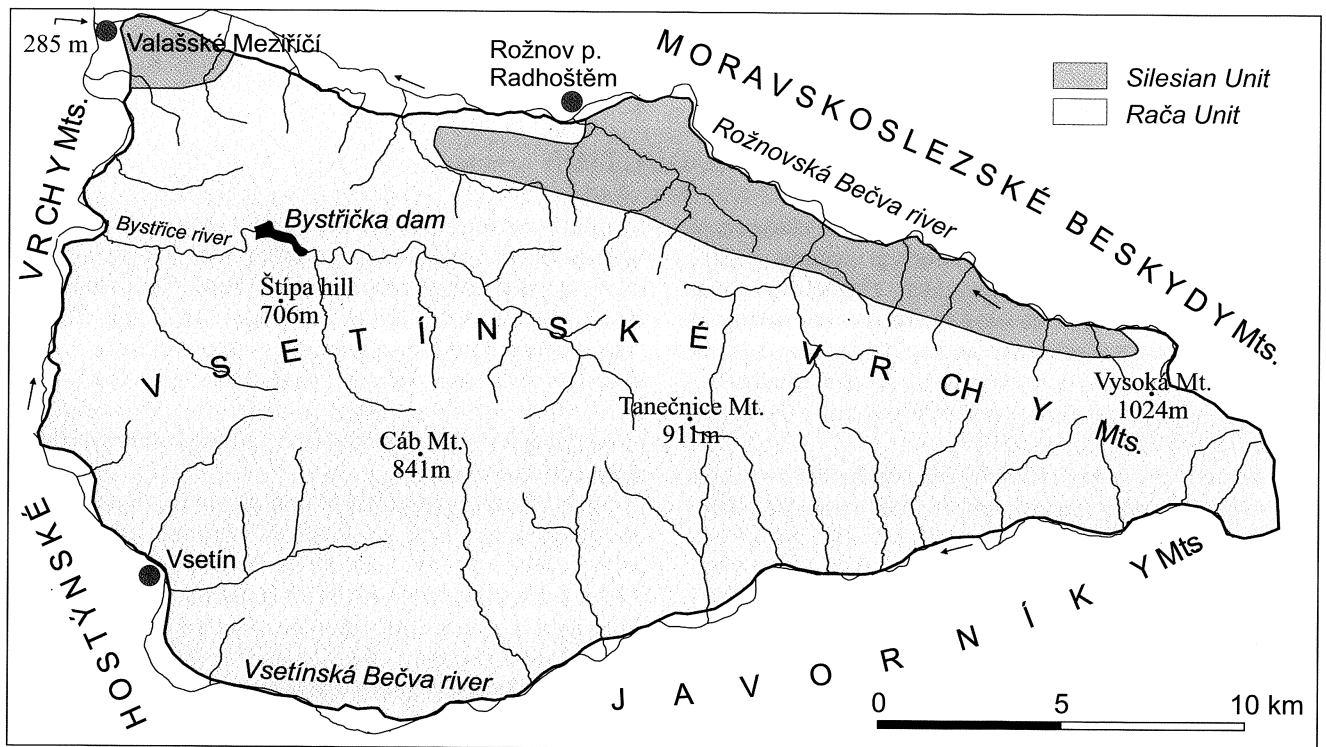 285 m
Valašské Meziříčí
Rožnov p.
Radhoštěm
MORAVSKOSLEZSKÉ BESKYDY Mts.
Silesian Unit
Rača Unit
Rožnovská Bečva river
VRCHY Mts.
Bystřice river
Bystřička dam
Štípa hill
706m
VSETÍNSKÉ VRCHY Mts.
Vysoká Mt.
1024m
Tanečnice Mt.
911m
Cáb Mt.
841m
HOSTÝNSKÉ
Vsetín
Vsetínská Bečva river
JAVORNÍKY Mts
0 5 10 km